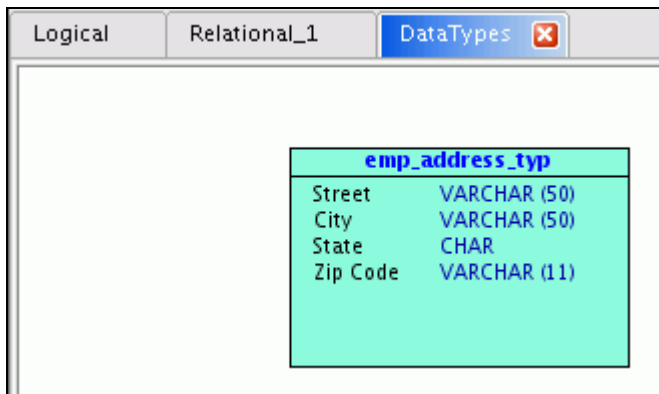 Logical Relational_1 DataTypes
emp_address_typ
Street VARCHAR (50)
City VARCHAR (50)
State CHAR
Zip Code VARCHAR (11)